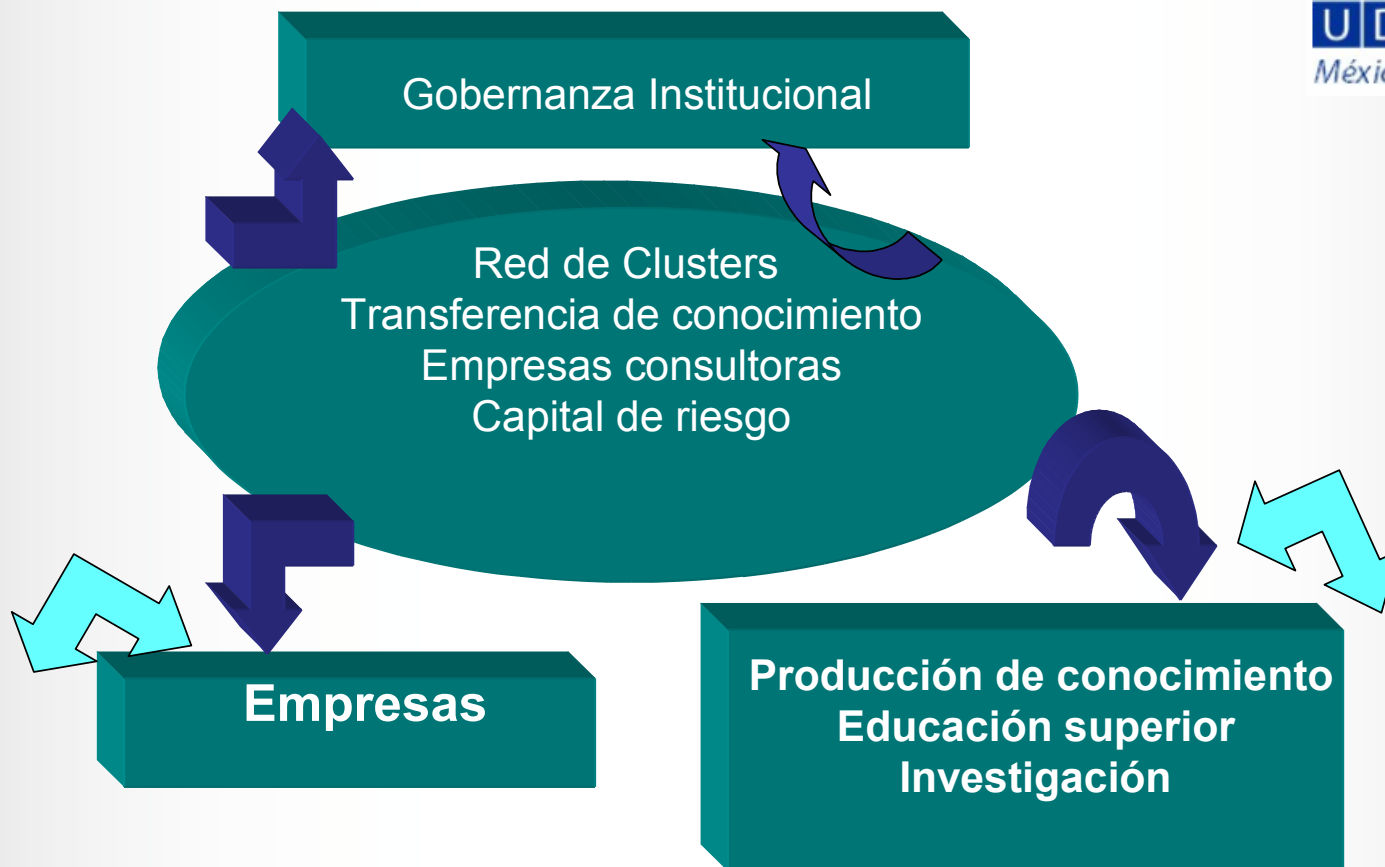 Gobernanza Institucional
Red de Clusters
Transferencia de conocimiento
Empresas consultoras
Capital de riesgo
Empresas
Producción de conocimiento
Educación superior
Investigación